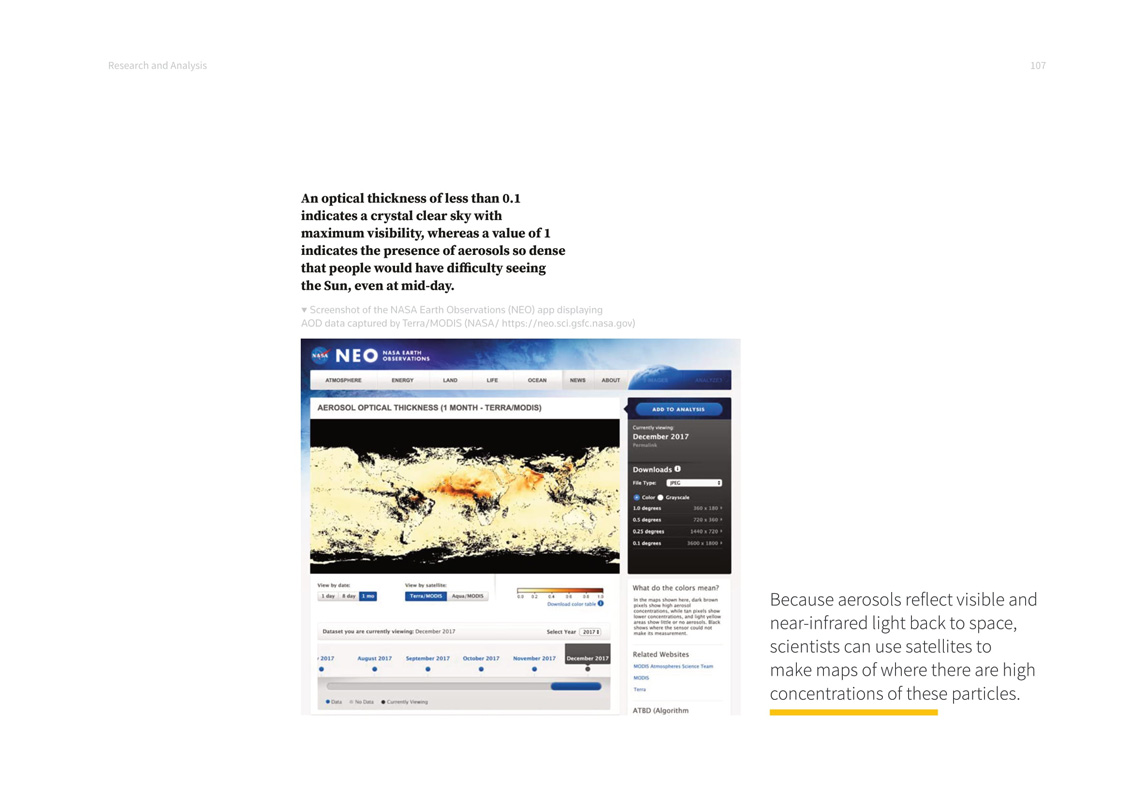 Research and Analysis
107
An optical thickness of less than 0.1
indicates a crystal clear sky with
maximum visibility, whereas a value of 1
indicates the presence of aerosols so dense
that people would have difficulty seeing
the Sun, even at mid-day.
▼ Screenshot of the NASA Earth Observations (NEO) app displaying
AOD data captured by Terra/MODIS (NASA/ https://neo.sci.gsfc.nasa.gov)
NASA NEO NASA EARTH
OBSERVATIONS
ATMOSPHERE ENERGY LAND LIFE OCEAN NEWS ABOUT
AEROSOL OPTICAL THICKNESS (1 MONTH - TERRA/MODIS)
ADD TO ANALYSIS
Currently viewing:
December 2017
Permalink
Downloads
File Type: JPEG
Color Grayscale
1.0 degrees 360 x 180
0.5 degrees 720 x 360
0.25 degrees 1440 x 720
0.1 degrees 3600 x 1800
View by date:
1 day 8 day 1 mo
View by satellite:
Terra/MODIS Aqua/MODIS
0.0 0.2 0.4 0.6 0.8 1.0
Download color table
Dataset you are currently viewing: December 2017
Select Year 2017
2017 August 2017 September 2017 October 2017 November 2017 December 2017
Data No Data Currently Viewing
What do the colors mean?
In the maps shown here, dark brown
pixels show high aerosol
concentrations, while tan pixels show
lower concentrations, and light yellow
areas show little or no aerosols. Black
shows where the sensor could not
make its measurement.
Related Websites
MODIS Atmospheres Science Team
MODIS
Terra
ATBD (Algorithm
Because aerosols reflect visible and
near-infrared light back to space,
scientists can use satellites to
make maps of where there are high
concentrations of these particles.